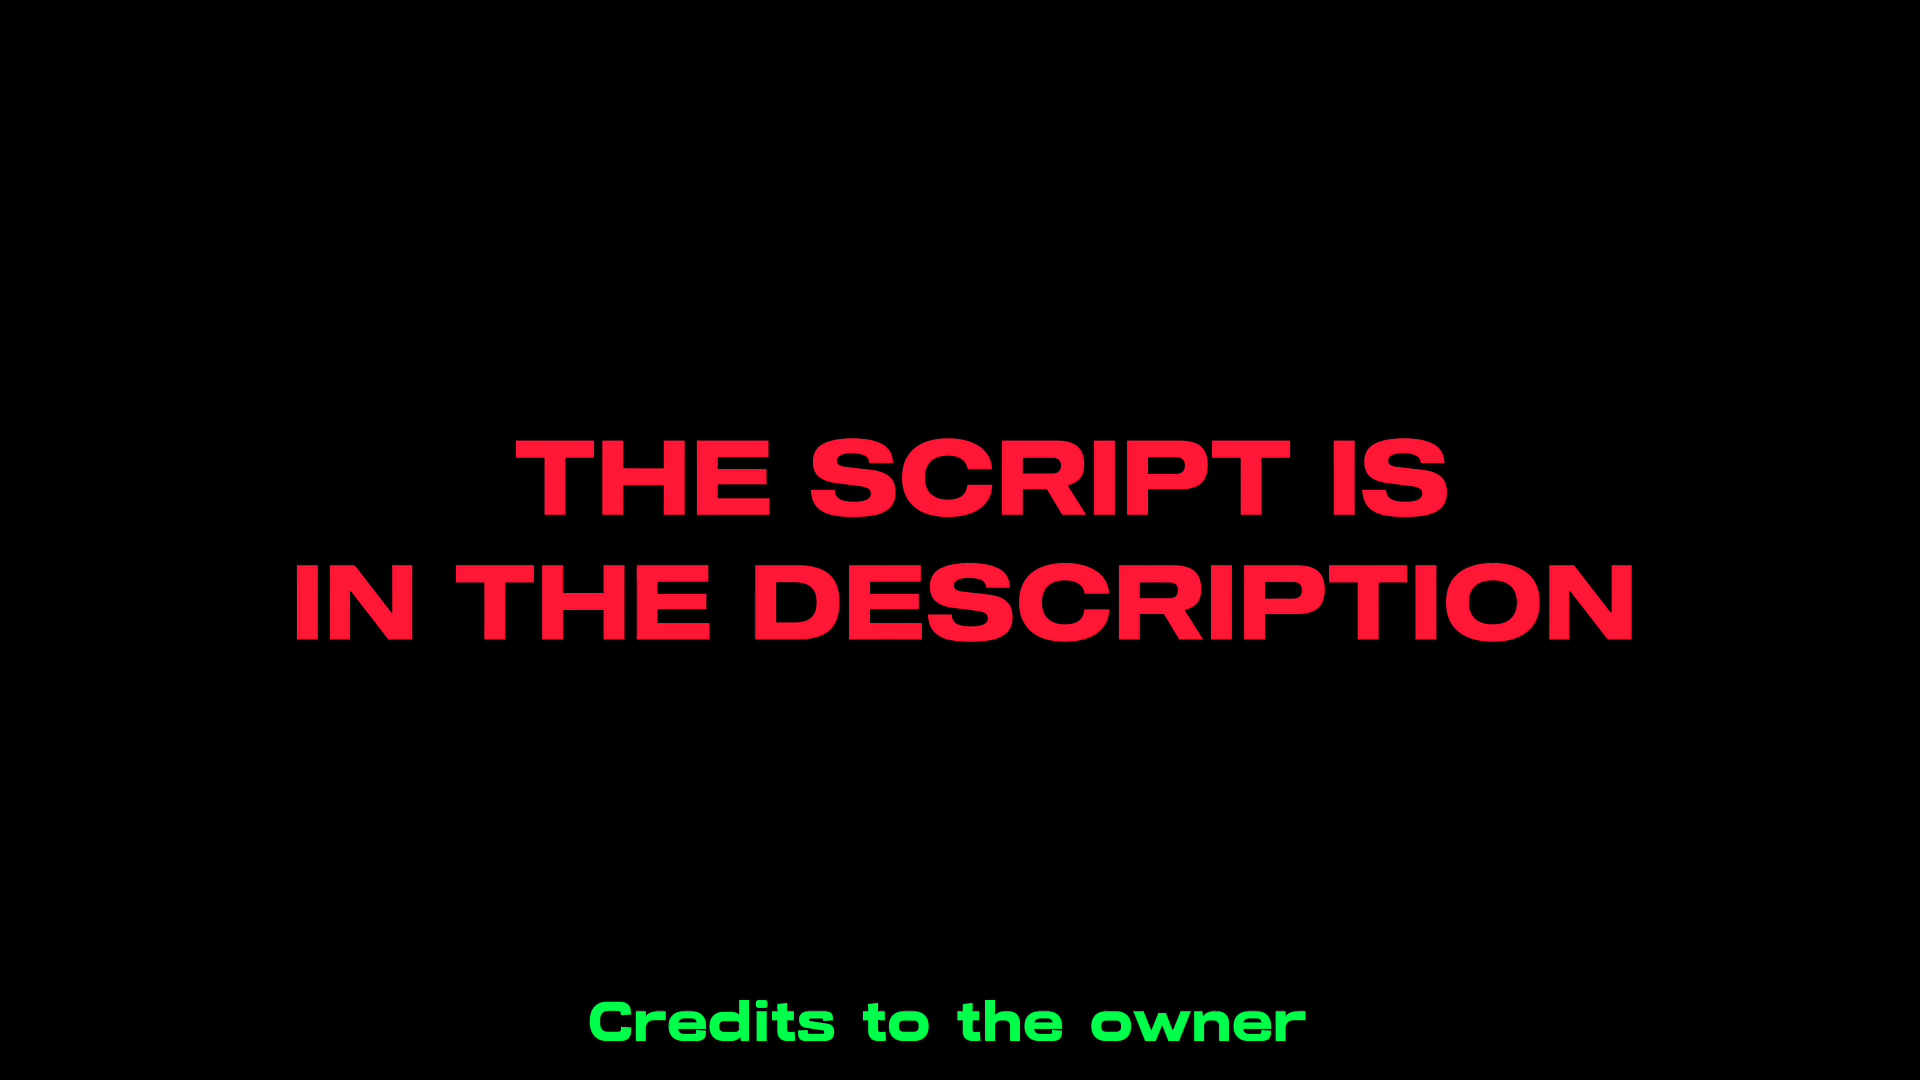 THE SCRIPT IS
IN THE DESCRIPTION
Credits to the owner